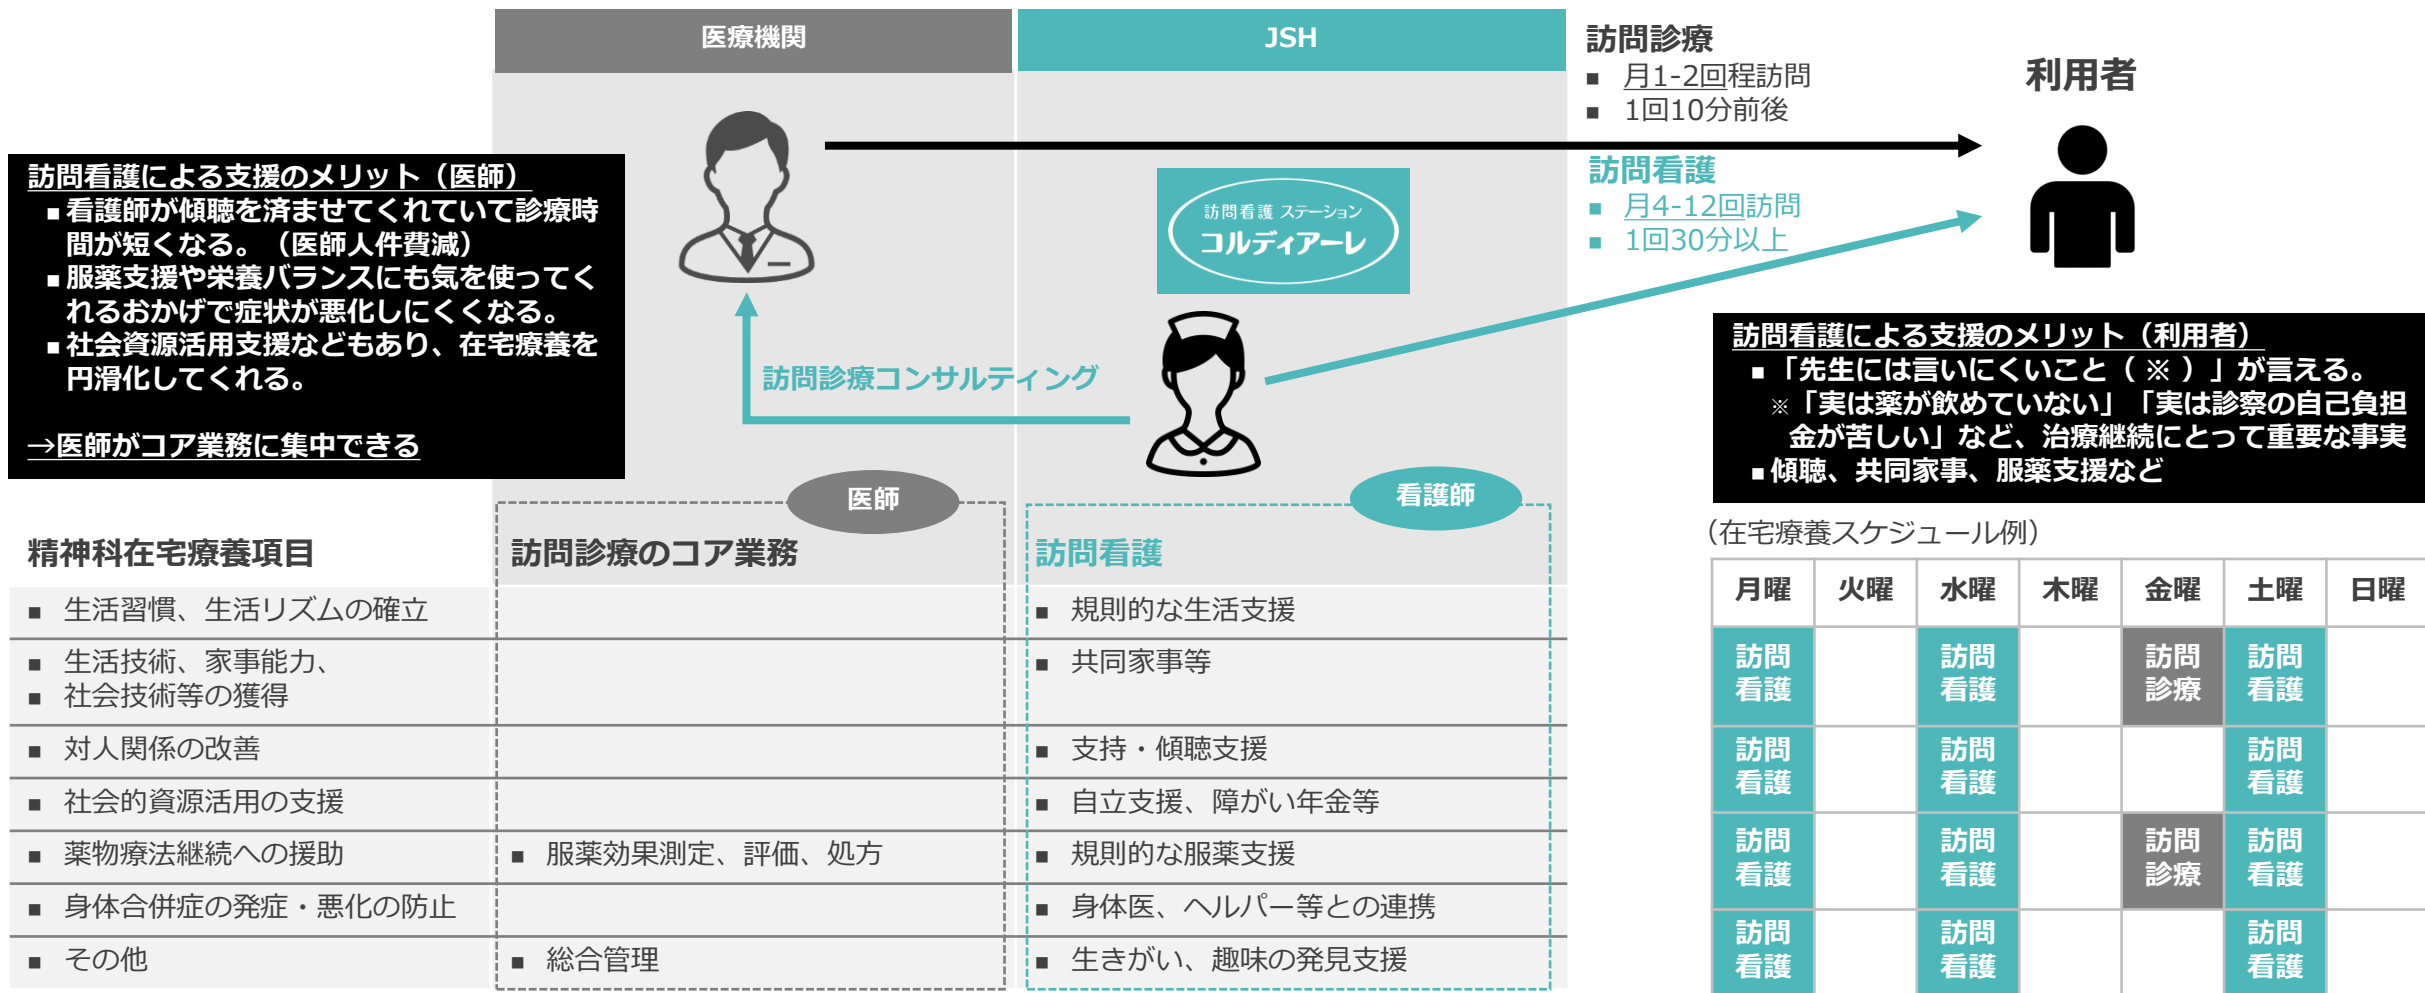 医療機関
JSH
訪問診療
■ 月1-2回程訪問
■ 1回10分前後
利用者
訪問看護
■ 月4-12回訪問
■ 1回30分以上
訪問看護による支援のメリット（医師）
■看護師が傾聴を済ませてくれていて診療時
間が短くなる。（医師人件費減）
■服薬支援や栄養バランスにも気を使ってく
れるおかげで症状が悪化しにくくなる。
■社会資源活用支援などもあり、在宅療養を
円滑化してくれる。
→医師がコア業務に集中できる
訪問看護 ステーション
コルディアーレ
訪問診療コンサルティング
訪問看護による支援のメリット（利用者）
■「先生には言いにくいこと（※）」が言える。
※「実は薬が飲めていない」「実は診察の自己負担
金が苦しい」など、治療継続にとって重要な事実
■傾聴、共同家事、服薬支援など
医師
看護師
精神科在宅療養項目
訪問診療のコア業務
訪問看護
■ 生活習慣、生活リズムの確立
■ 規則的な生活支援
■ 生活技術、家事能力、
■ 社会技術等の獲得
■ 共同家事等
■ 対人関係の改善
■ 支持・傾聴支援
■ 社会的資源活用の支援
■ 自立支援、障がい年金等
■ 薬物療法継続への援助
■ 服薬効果測定、評価、処方
■ 規則的な服薬支援
■ 身体合併症の発症・悪化の防止
■ 身体医、ヘルパー等との連携
■ その他
■ 総合管理
■ 生きがい、趣味の発見支援
（在宅療養スケジュール例）
月曜 火曜 水曜 木曜 金曜 土曜 日曜
訪問 訪問 訪問 訪問
看護 看護 診療 看護
訪問 訪問 訪問
看護 看護 看護
訪問 訪問 訪問 訪問
看護 看護 診療 看護
訪問 訪問 訪問
看護 看護 看護